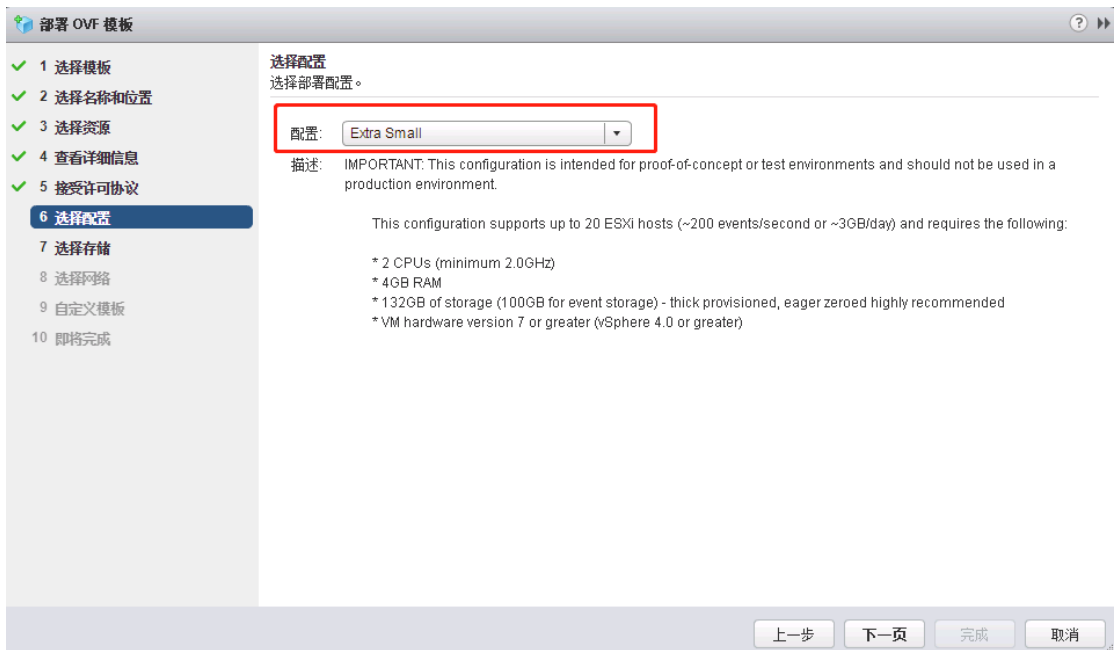 部署 OVF 模板
1 选择模板
2 选择名称和位置
3 选择资源
4 查看详细信息
5 接受许可协议
6 选择配置
7 选择存储
8 选择网络
9 自定义模板
10 即将完成
选择配置
选择部署配置。
配置: Extra Small
描述: IMPORTANT: This configuration is intended for proof-of-concept or test environments and should not be used in a
production environment.
This configuration supports up to 20 ESXi hosts (~200 events/second or ~3GB/day) and requires the following:
* 2 CPUs (minimum 2.0GHz)
* 4GB RAM
* 132GB of storage (100GB for event storage) - thick provisioned, eager zeroed highly recommended
* VM hardware version 7 or greater (vSphere 4.0 or greater)
上一步 下一页 完成 取消